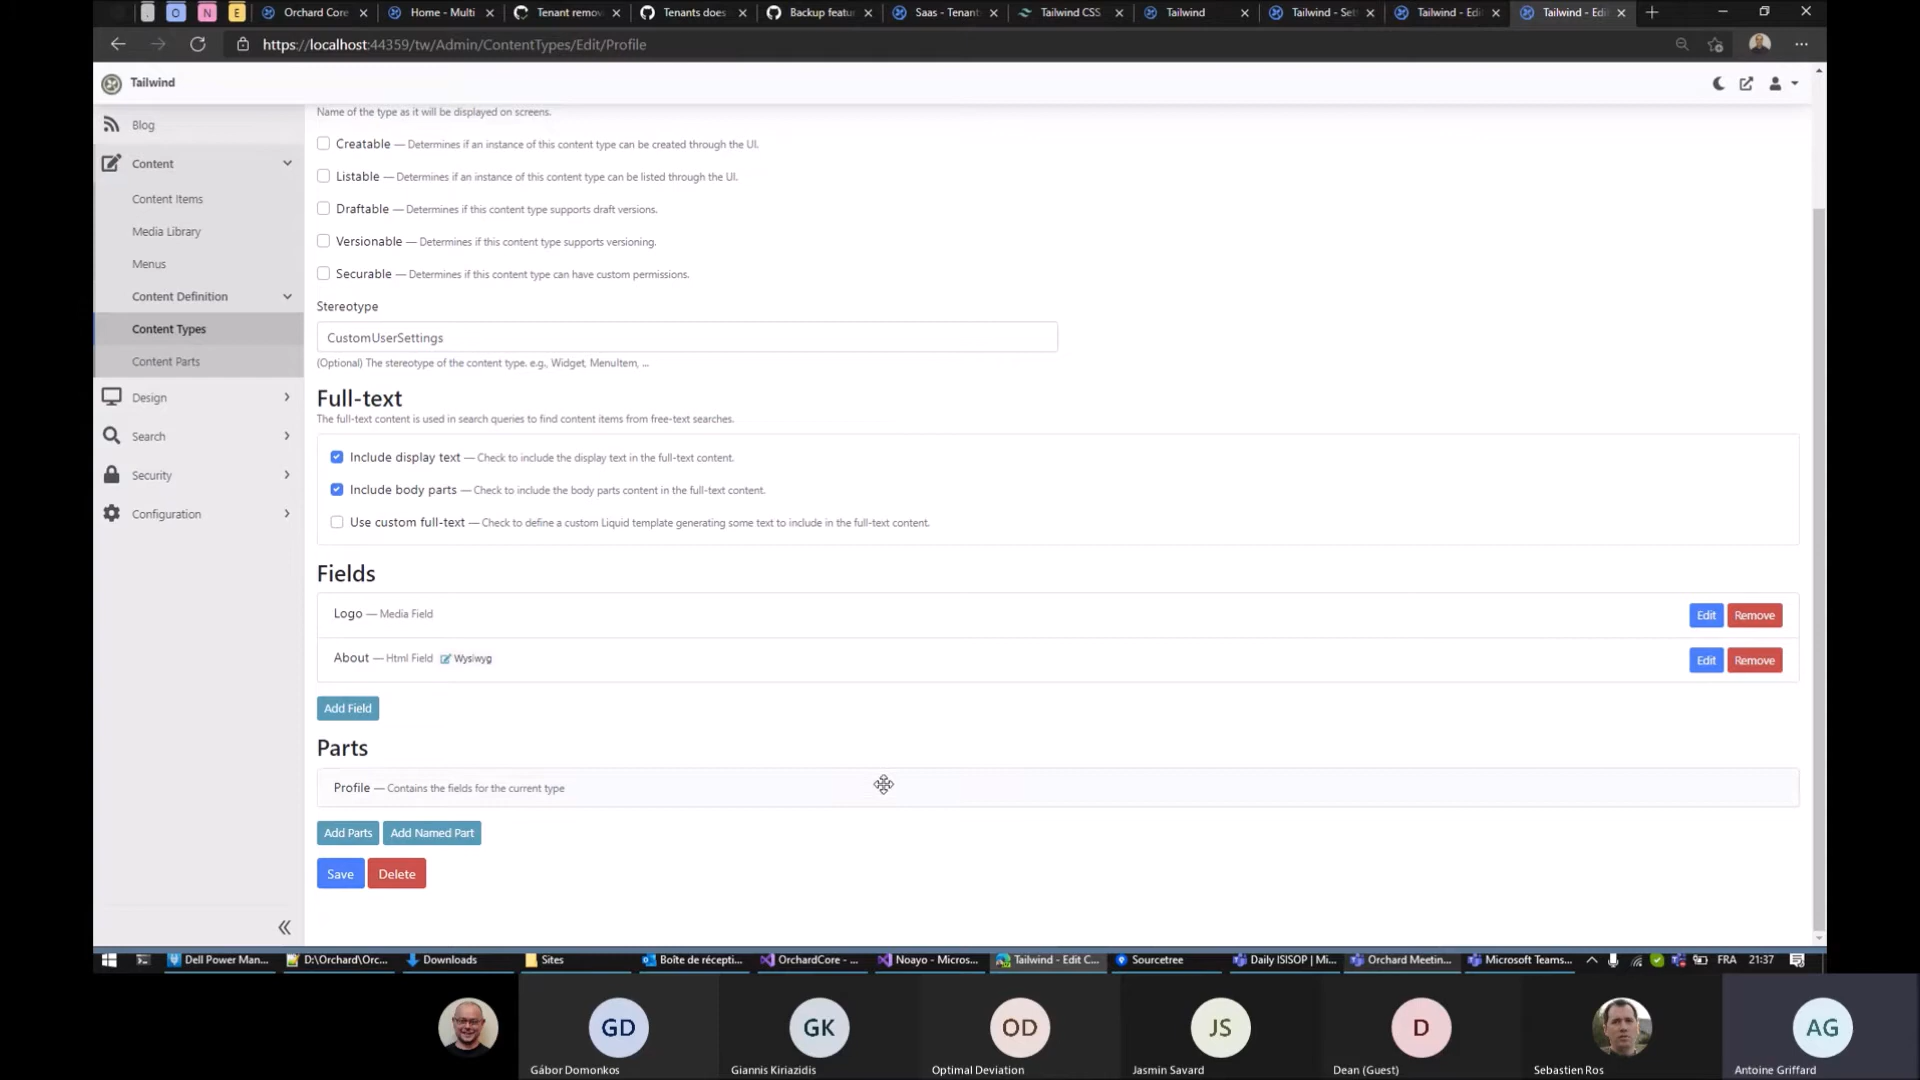 Orchard Core
Home - Multi
Tenant remov
Tenants does
Backup featu
Saas - Tenant
Tailwind CSS
Tailwind
Tailwind - Set
Tailwind - Edi
Tailwind - Edi
https://localhost:44359/tw/Admin/ContentTypes/Edit/Profile
Tailwind
Name of the type as it will be displayed on screens.
Blog
Creatable — Determines if an instance of this content type can be created through the UI.
Content
Listable — Determines if an instance of this content type can be listed through the UI.
Content Items
Draftable — Determines if this content type supports draft versions.
Media Library
Versionable — Determines if this content type supports versioning.
Menus
Securable — Determines if this content type can have custom permissions.
Content Definition
Stereotype
Content Types
CustomUserSettings
Content Parts
(Optional) The stereotype of the content type. e.g., Widget, MenuItem, ...
Design
Full-text
The full-text content is used in search queries to find content items from free-text searches.
Search
Include display text — Check to include the display text in the full-text content.
Security
Include body parts — Check to include the body parts content in the full-text content.
Configuration
Use custom full-text — Check to define a custom Liquid template generating some text to include in the full-text content.
Fields
Logo — Media Field
Edit
Remove
About — Html Field Wysiwyg
Edit
Remove
Add Field
Parts
Profile — Contains the fields for the current type
Add Parts
Add Named Part
Save
Delete
Dell Power Man...
D:\Orchard\Orc...
Downloads
Sites
Boîte de récepti...
OrchardCore - ...
Noayo - Micros...
Tailwind - Edit C...
Sourcetree
Daily ISISOP | Mi...
Orchard Meetin...
Microsoft Teams...
FRA
21:37
GD
GK
OD
JS
D
AG
Gábor Domonkos
Giannis Kiriazidis
Optimal Deviation
Jasmin Savard
Dean (Guest)
Sebastien Ros
Antoine Griffard